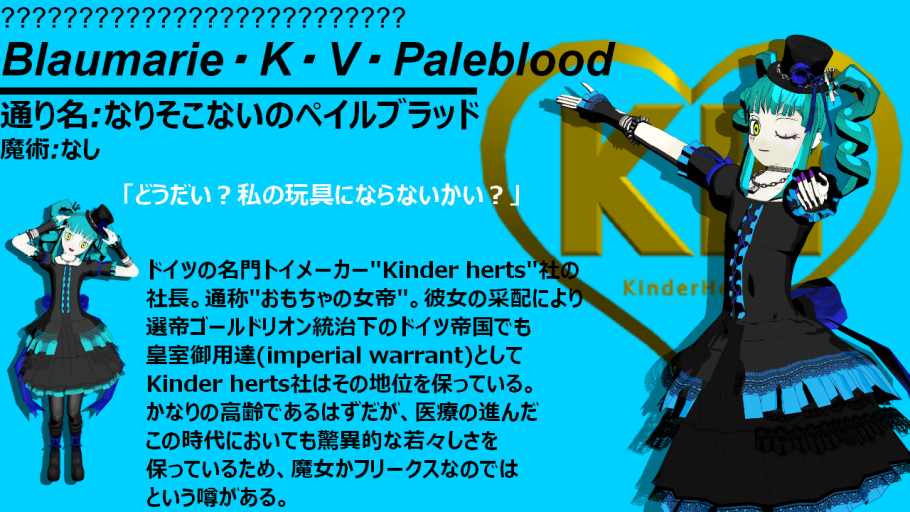 ??????????????????????????
Blaumarie・K・V・Paleblood
通り名:なりそこないのペイルブラッド
魔術:なし
「どうだい？私の玩具にならないかい？」
ドイツの名門トイメーカー"Kinder herts"社の
社長。通称"おもちゃの女帝"。彼女の采配により
選帝ゴールドリオン統治下のドイツ帝国でも
皇室御用達(imperial warrant)として
Kinder herts社はその地位を保っている。
かなりの高齢であるはずだが、医療の進んだ
この時代においても驚異的な若々しさを
保っているため、魔女かフリークスなのでは
という噂がある。